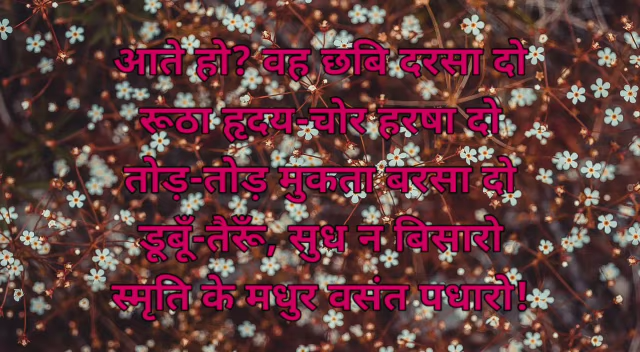 आते हो? वह छबि दरसा दो
रूठा हृदय-चोर हरषा दो
तोड़-तोड़ मुकता बरसा दो
डूबूँ-तैरूँ, सुध न बिसारो
स्मृति के मधुर वसंत पधारो!